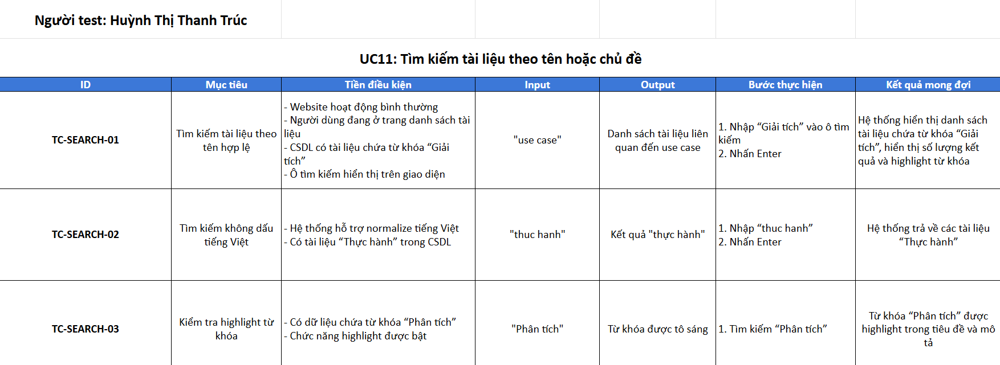 Người test: Huỳnh Thị Thanh Trúc
UC11: Tìm kiếm tài liệu theo tên hoặc chủ đề
ID
Mục tiêu
Tiền điều kiện
Input
Output
Bước thực hiện
Kết quả mong đợi
TC-SEARCH-01
Tìm kiếm tài liệu theo
tên hợp lệ
- Website hoạt động bình thường
- Người dùng đang ở trang danh sách tài
liệu
- CSDL có tài liệu chứa từ khóa “Giải
tích”
- Ô tìm kiếm hiển thị trên giao diện
"use case"
Danh sách tài liệu liên
quan đến use case
1. Nhập “Giải tích” vào ô tìm
kiếm
2. Nhấn Enter
Hệ thống hiển thị danh sách
tài liệu chứa từ khóa “Giải
tích”, hiển thị số lượng kết
quả và highlight từ khóa
TC-SEARCH-02
Tìm kiếm không dấu
tiếng Việt
- Hệ thống hỗ trợ normalize tiếng Việt
- Có tài liệu “Thực hành” trong CSDL
"thuc hanh"
Kết quả "thực hành"
1. Nhập “thuc hanh”
2. Nhấn Enter
Hệ thống trả về các tài liệu
“Thực hành”
TC-SEARCH-03
Kiểm tra highlight từ
khóa
- Có dữ liệu chứa từ khóa “Phân tích”
- Chức năng highlight được bật
"Phân tích"
Từ khóa được tô sáng
1. Tìm kiếm “Phân tích”
Từ khóa “Phân tích” được
highlight trong tiêu đề và mô
tả